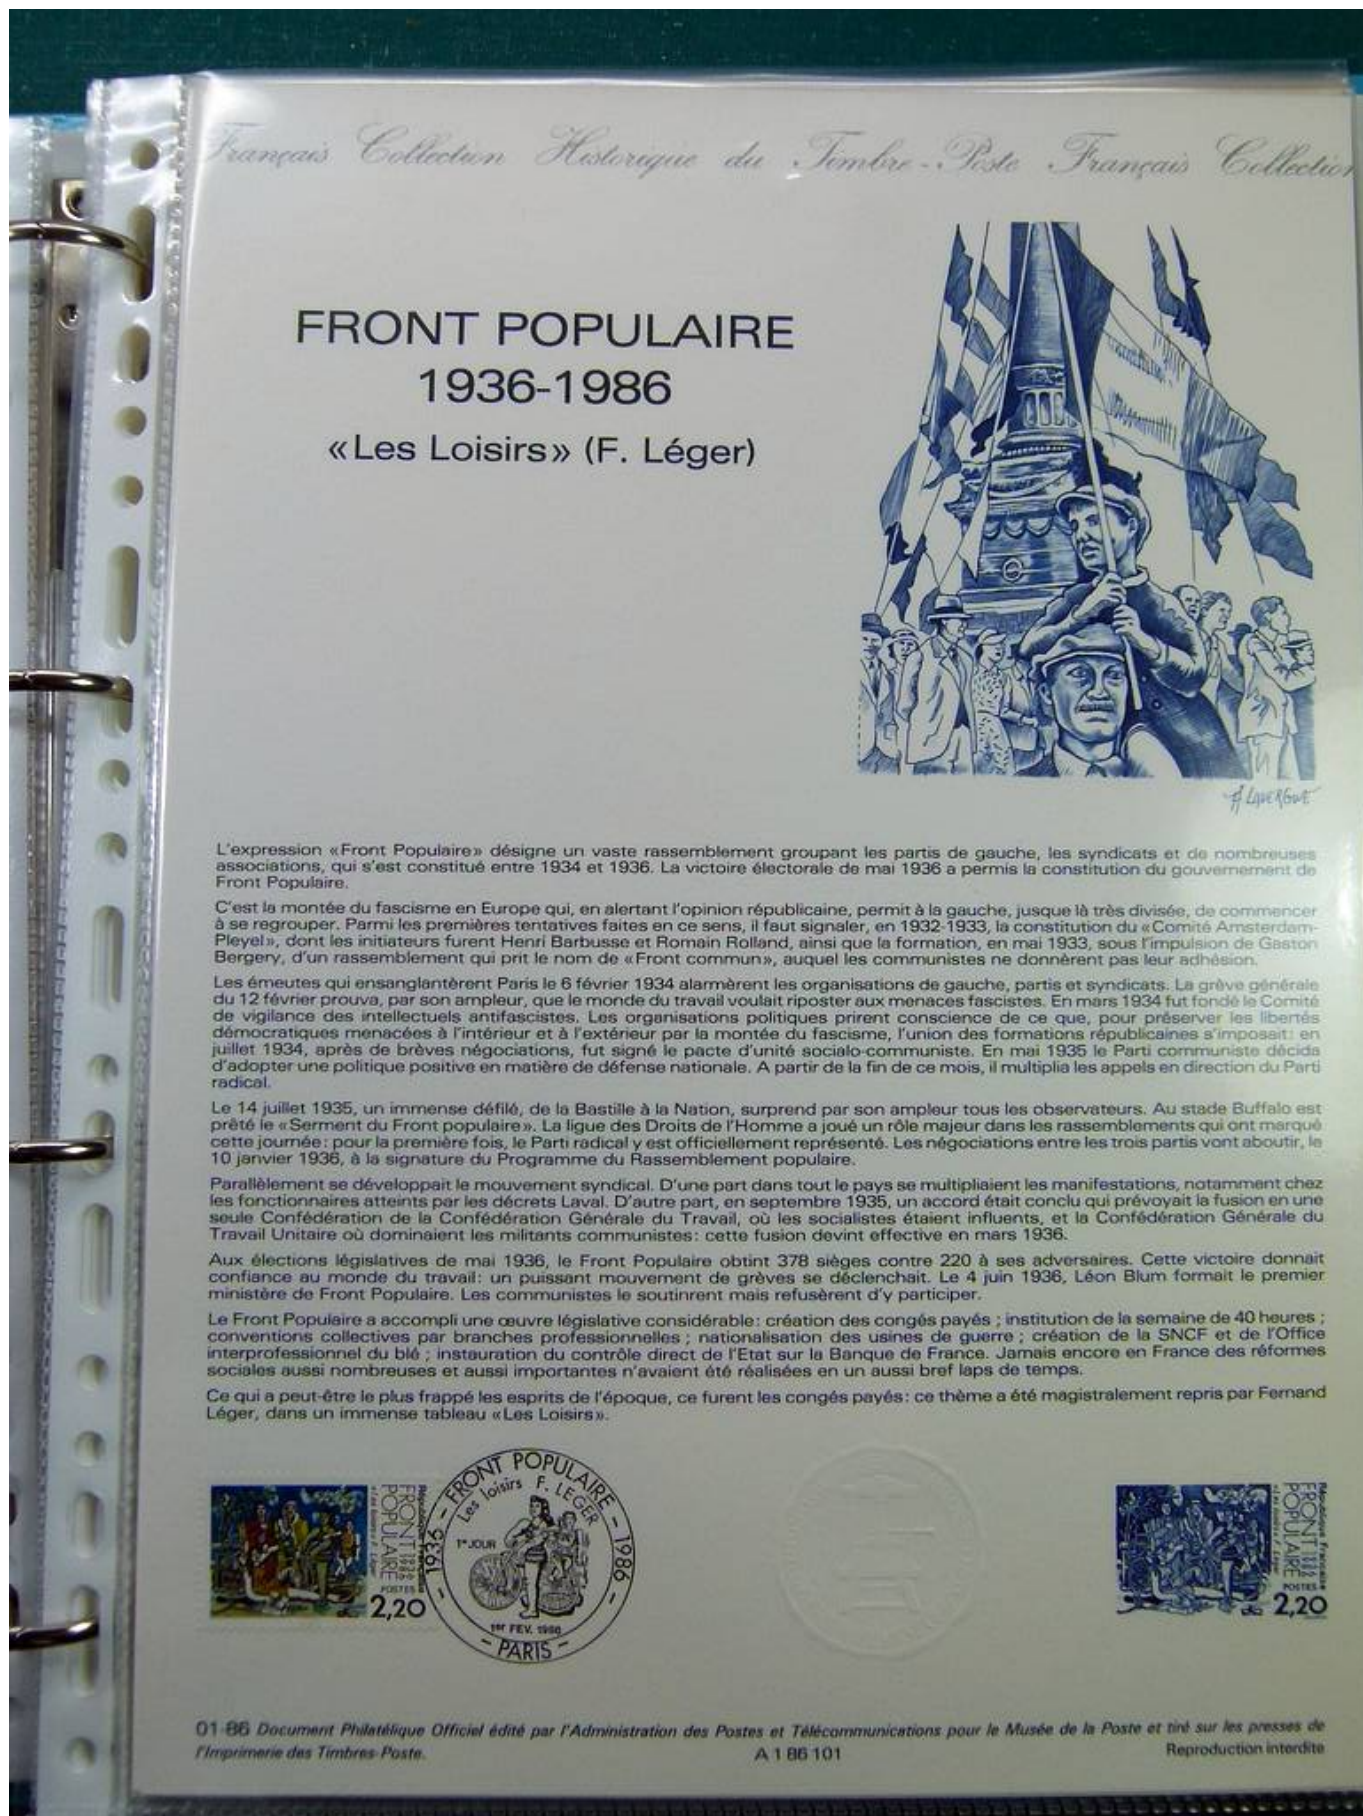 Français Collection Historique du Timbre-Poste Français Collection
FRONT POPULAIRE
1936-1986
«Les Loisirs» (F. Léger)
L'expression «Front Populaire» désigne un vaste rassemblement groupant les partis de gauche, les syndicats et de nombreuses
associations, qui s'est constitué entre 1934 et 1936. La victoire électorale de mai 1936 a permis la constitution du gouvernement de
Front Populaire.
C'est la montée du fascisme en Europe qui, en alertant l'opinion républicaine, permit à la gauche, jusque là très divisée, de commencer
à se regrouper. Parmi les premières tentatives faites en ce sens, il faut signaler, en 1932-1933, la constitution du «Comité Amsterdam-
Pleyel», dont les initiateurs furent Henri Barbusse et Romain Rolland, ainsi que la formation, en mai 1933, sous l'impulsion de Gaston
Bergery, d'un rassemblement qui prit le nom de «Front commun», auquel les communistes ne donnèrent pas leur adhésion.
Les émeutes qui ensanglantèrent Paris le 6 février 1934 alarmèrent les organisations de gauche, partis et syndicats. La grève générale
du 12 février prouva, par son ampleur, que le monde du travail voulait riposter aux menaces fascistes. En mars 1934 fut fondé le Comité
de vigilance des intellectuels antifascistes. Les organisations politiques prirent conscience de ce que, pour préserver les libertés
démocratiques menacées à l'intérieur et à l'extérieur par la montée du fascisme, l'union des formations républicaines s'imposait: en
juillet 1934, après de brèves négociations, fut signé le pacte d'unité socialo-communiste. En mai 1935 le Parti communiste décida
d'adopter une politique positive en matière de défense nationale. A partir de la fin de ce mois, il multiplia les appels en direction du Parti
radical.
Le 14 juillet 1935, un immense défilé, de la Bastille à la Nation, surprend par son ampleur tous les observateurs. Au stade Buffalo est
prêté le «Serment du Front populaire». La ligue des Droits de l'Homme a joué un rôle majeur dans les rassemblements qui ont marqué
cette journée: pour la première fois, le Parti radical y est officiellement représenté. Les négociations entre les trois partis vont aboutir, le
10 janvier 1936, à la signature du Programme du Rassemblement populaire.
Parallèlement se développait le mouvement syndical. D'une part dans tout le pays se multipliaient les manifestations, notamment chez
les fonctionnaires atteints par les décrets Laval. D'autre part, en septembre 1935, un accord était conclu qui prévoyait la fusion en une
seule Confédération de la Confédération Générale du Travail, où les socialistes étaient influents, et la Confédération Générale du
Travail Unitaire où dominaient les militants communistes: cette fusion devint effective en mars 1936.
Aux élections législatives de mai 1936, le Front Populaire obtint 378 sièges contre 220 à ses adversaires. Cette victoire donnait
confiance au monde du travail: un puissant mouvement de grèves se déclenchait. Le 4 juin 1936, Léon Blum formait le premier
ministère de Front Populaire. Les communistes le soutinrent mais refusèrent d'y participer.
Le Front Populaire a accompli une œuvre législative considérable: création des congés payés ; institution de la semaine de 40 heures ;
conventions collectives par branches professionnelles ; nationalisation des usines de guerre ; création de la SNCF et de l'Office
interprofessionnel du blé ; instauration du contrôle direct de l'Etat sur la Banque de France. Jamais encore en France des réformes
sociales aussi nombreuses et aussi importantes n'avaient été réalisées en un aussi bref laps de temps.
Ce qui a peut-être le plus frappé les esprits de l'époque, ce furent les congés payés: ce thème a été magistralement repris par Fernand
Léger, dans un immense tableau «Les Loisirs».
République Française
FRONT 1936 1986
POPULAIRE
«Les loisirs» F. Léger
POSTES
2,20
1936 - FRONT POPULAIRE - 1986
Les loisirs F. LEGER
1er JOUR
1er FEV. 1986
- PARIS -
République Française
FRONT 1936 1986
POPULAIRE
«Les loisirs» F. Léger
POSTES
2,20
01-86 Document Philatélique Officiel édité par l'Administration des Postes et Télécommunications pour le Musée de la Poste et tiré sur les presses de
l'Imprimerie des Timbres-Poste.
A 1 86 101
Reproduction interdite